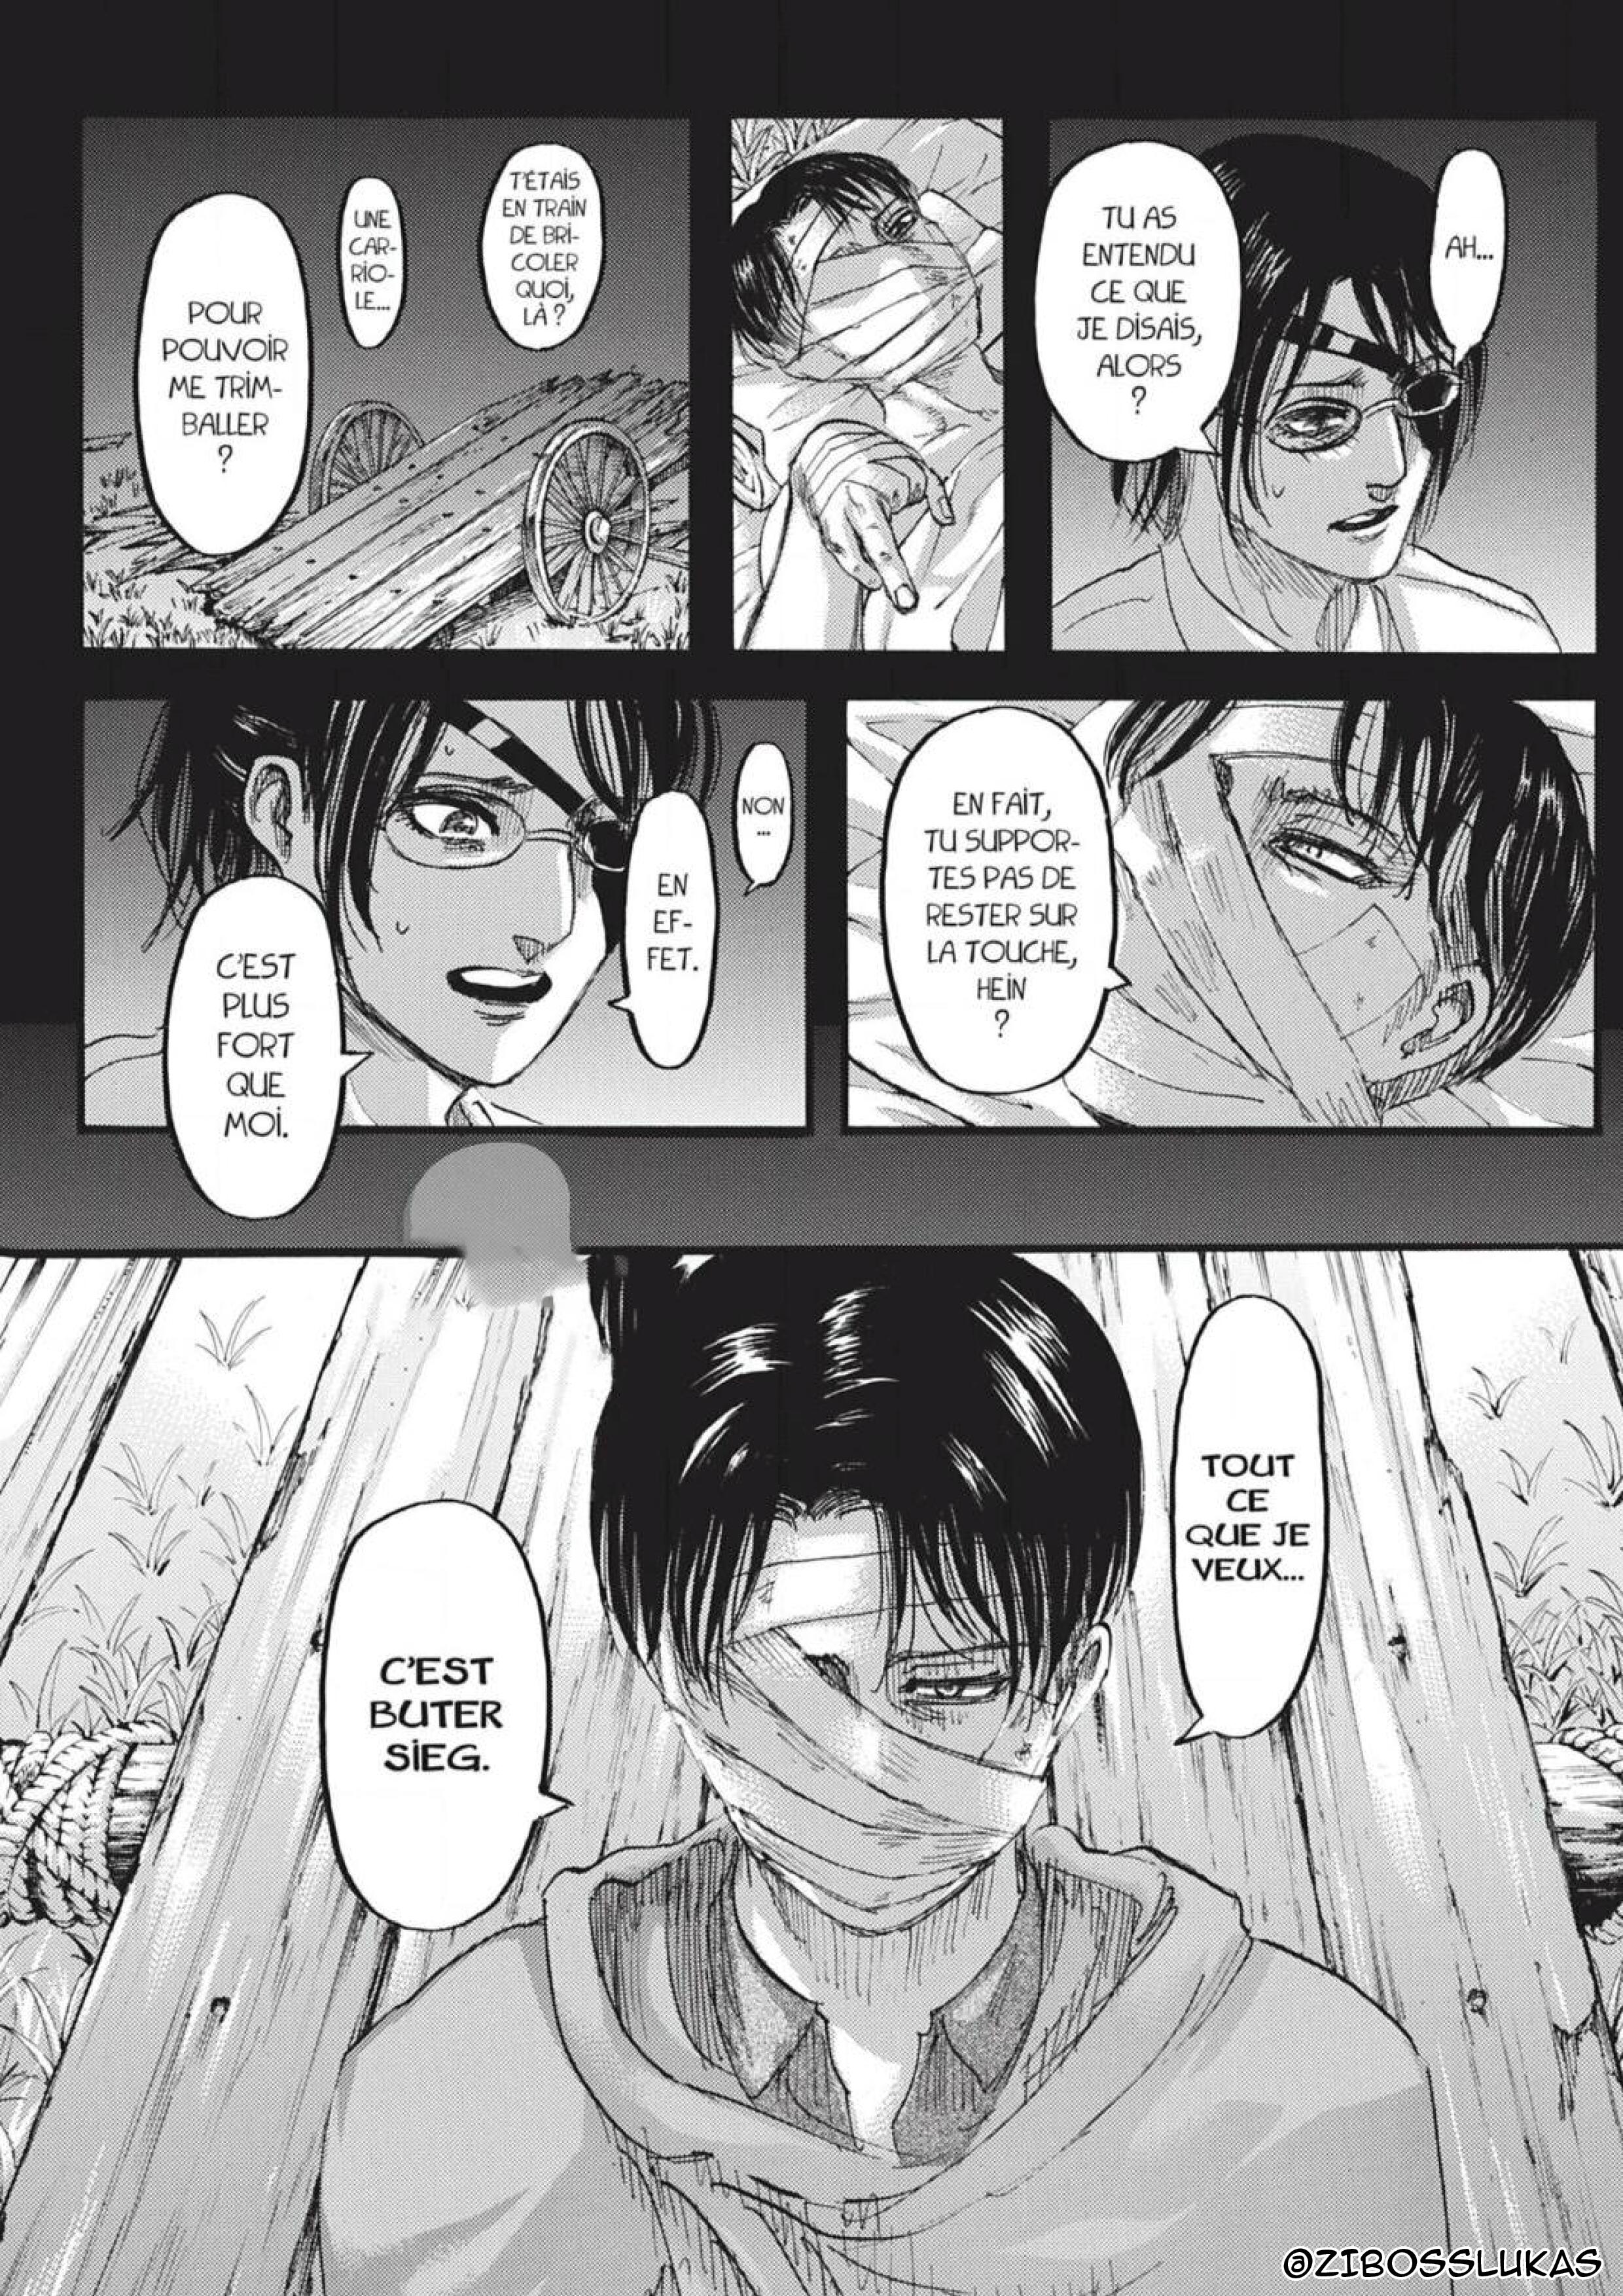 AH...
TU AS
ENTENDU
CE QUE
JE DISAIS,
ALORS
?
T'ÉTAIS
EN TRAIN
DE BRI-
COLER
QUOI,
LÀ ?
UNE
CAR-
RIO-
LE...
POUR
POUVOIR
ME TRIM-
BALLER
?
EN FAIT,
TU SUPPOR-
TES PAS DE
RESTER SUR
LA TOUCHE,
HEIN
?
NON
...
EN
EF-
FET.
C'EST
PLUS
FORT
QUE
MOI.
TOUT
CE
QUE JE
VEUX...
C'EST
BUTER
SIEG.
@ZIBOSSLUKAS